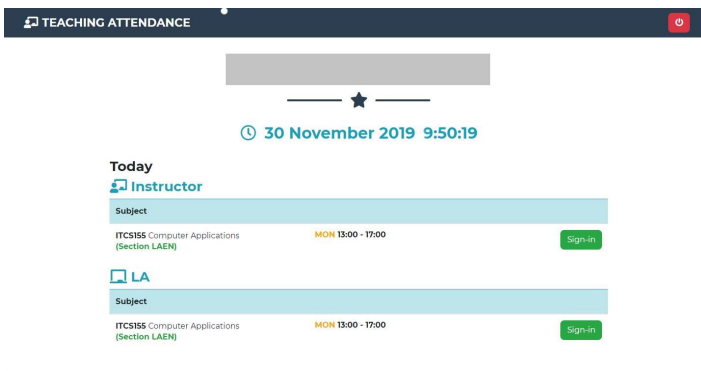 TEACHING ATTENDANCE
30 November 2019 9:50:19
Today
Instructor
Subject
ITCS155 Computer Applications MON 13:00 - 17:00 Sign-in
(Section LAEN)
LA
Subject
ITCS155 Computer Applications MON 13:00 - 17:00 Sign-in
(Section LAEN)